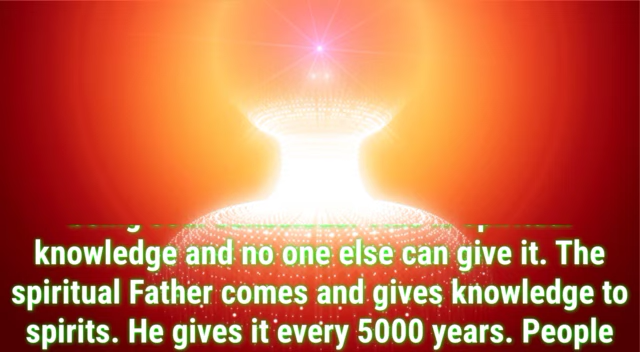 knowledge and no one else can give it. The
spiritual Father comes and gives knowledge to
spirits. He gives it every 5000 years. People